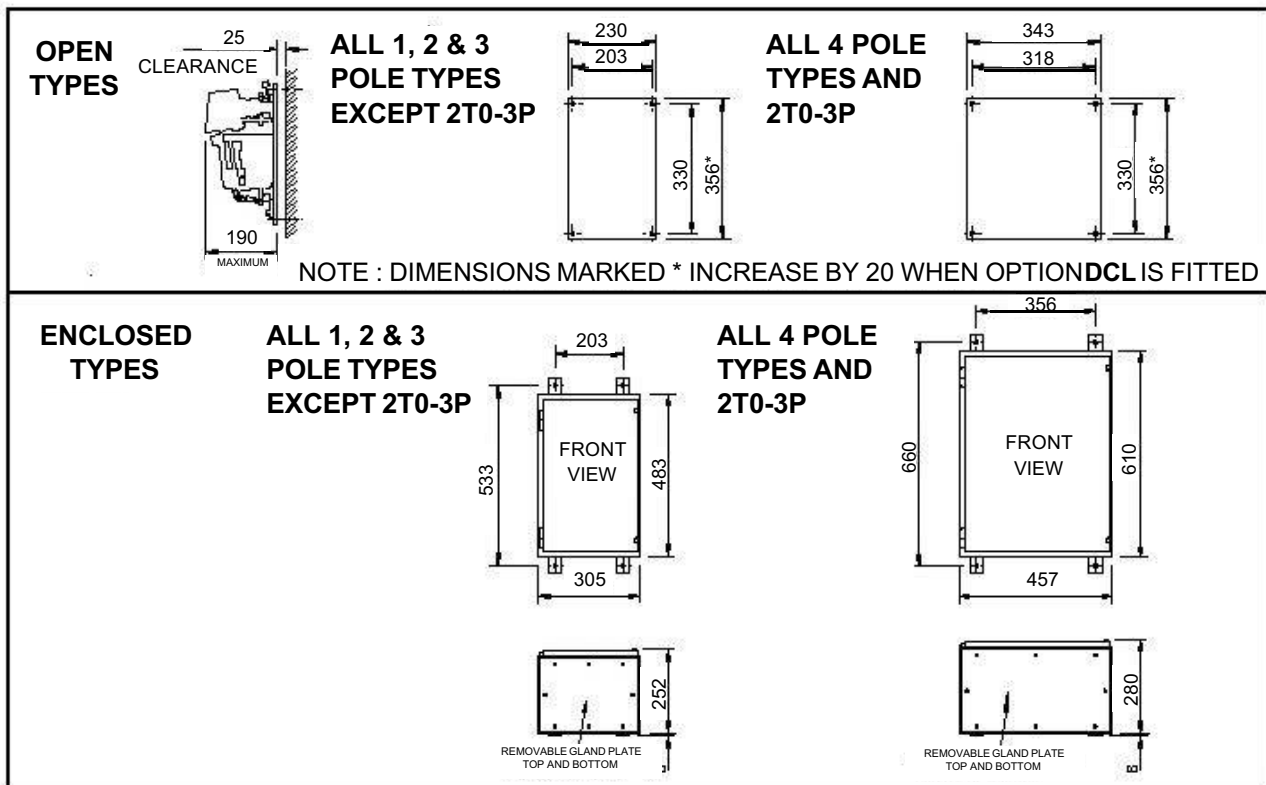 OPEN
TYPES
25
CLEARANCE
190
MAXIMUM
ALL 1, 2 & 3
POLE TYPES
EXCEPT 2T0-3P
230
203
330
356*
ALL 4 POLE
TYPES AND
2T0-3P
343
318
330
356*
NOTE : DIMENSIONS MARKED * INCREASE BY 20 WHEN OPTION DCL IS FITTED
ENCLOSED
TYPES
ALL 1, 2 & 3
POLE TYPES
EXCEPT 2T0-3P
203
533
FRONT
VIEW
483
305
252
REMOVABLE GLAND PLATE
TOP AND BOTTOM
ALL 4 POLE
TYPES AND
2T0-3P
356
660
FRONT
VIEW
610
457
280
REMOVABLE GLAND PLATE
TOP AND BOTTOM